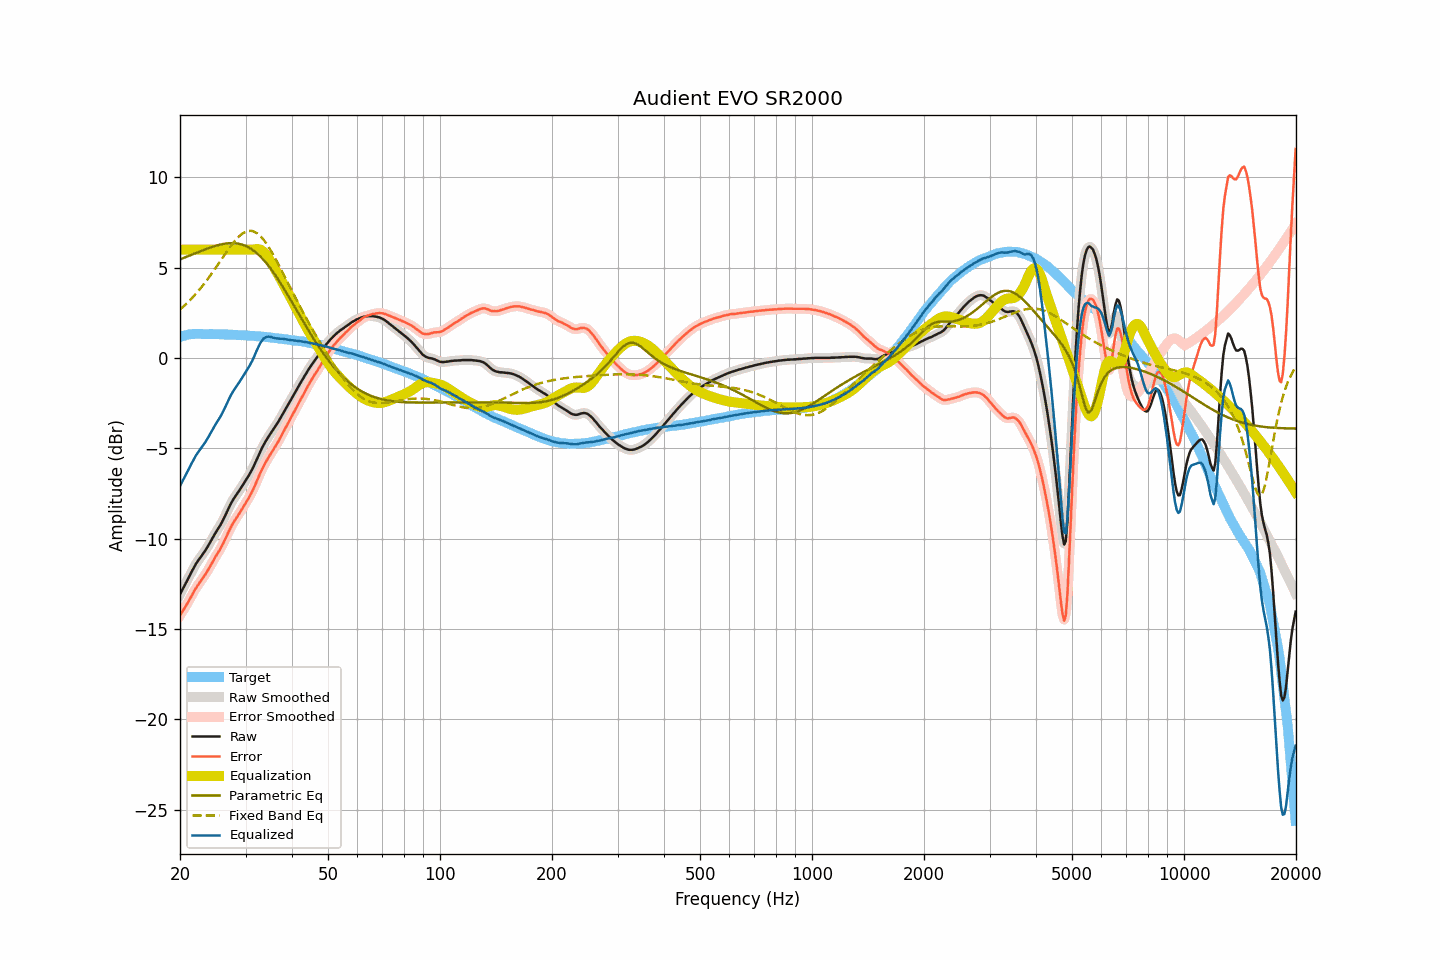 Audient EVO SR2000
10
5
0
−5
−10
−15
−20
−25
Amplitude (dBr)
Target
Raw Smoothed
Error Smoothed
Raw
Error
Equalization
Parametric Eq
Fixed Band Eq
Equalized
20 50 100 200 500 1000 2000 5000 10000 20000
Frequency (Hz)